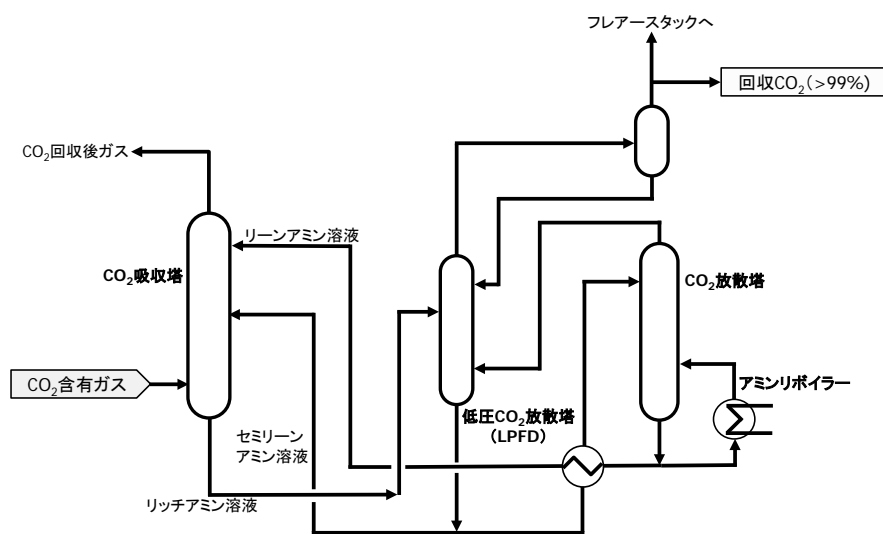 フレアースタックへ
回収CO₂(>99%)
CO₂回収後ガス
リーンアミン溶液
CO₂吸収塔
CO₂放散塔
CO₂含有ガス
アミンリボイラー
低圧CO₂放散塔
(LPFD)
セミリーン
アミン溶液
リッチアミン溶液